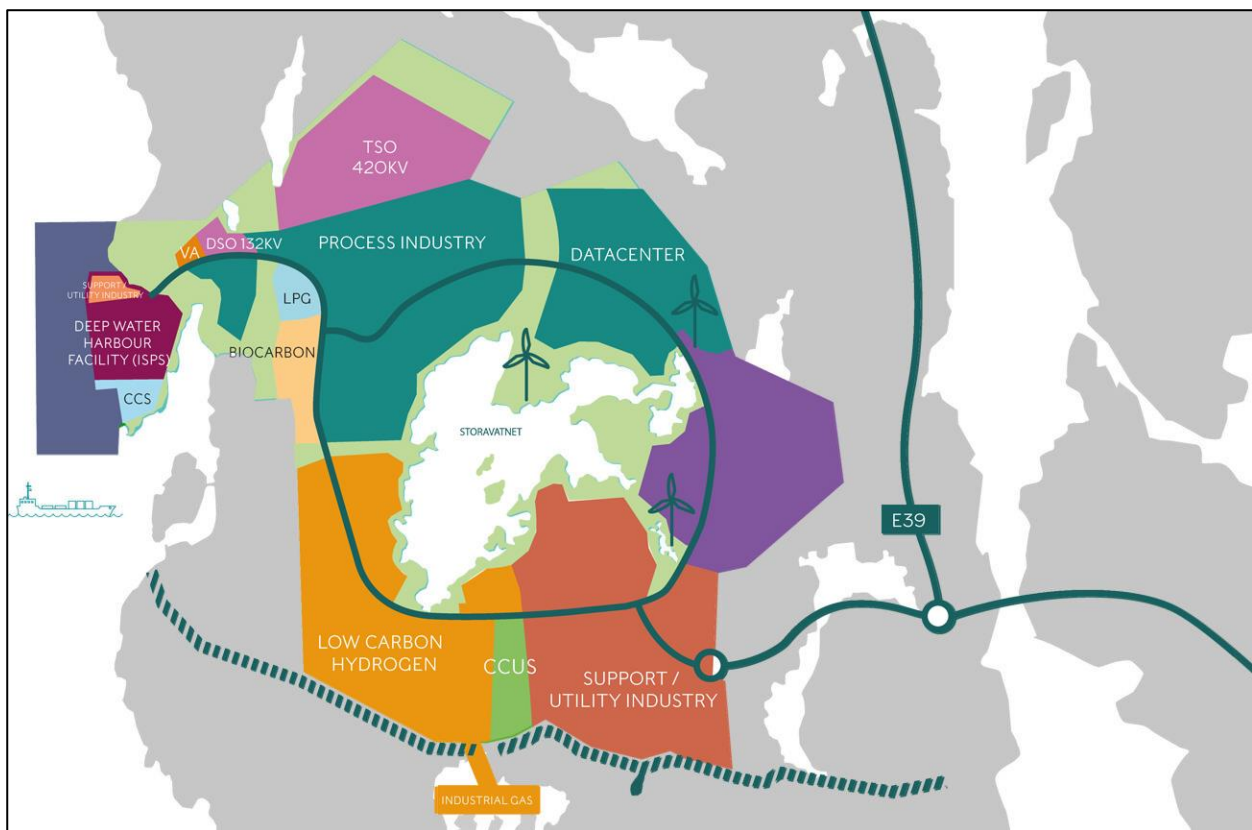 TSO
420KV
VA
DSO 132KV
PROCESS INDUSTRY
DATACENTER
SUPPORT /
UTILITY INDUSTRY
LPG
DEEP WATER
HARBOUR
FACILITY (ISPS)
BIOCARBON
CCS
STORAVATNET
E39
LOW CARBON
HYDROGEN
CCUS
SUPPORT /
UTILITY INDUSTRY
INDUSTRIAL GAS